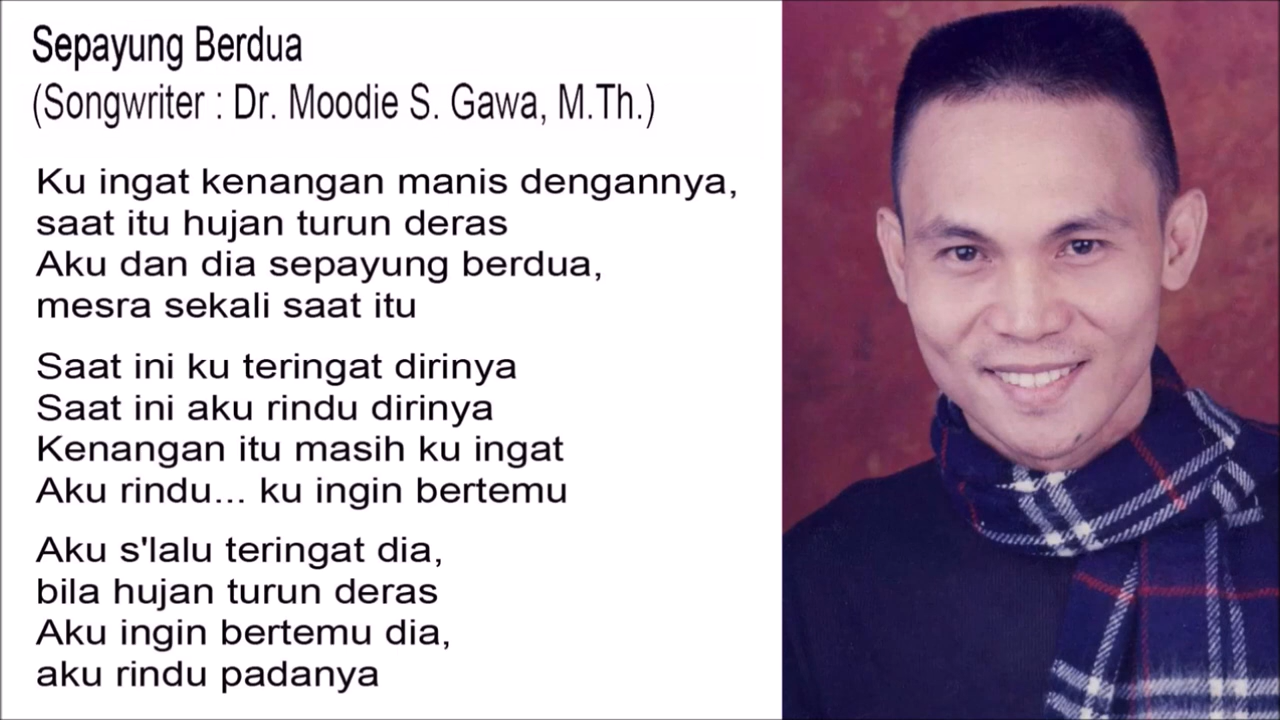 Sepayung Berdua
(Songwriter : Dr. Moodie S. Gawa, M.Th.)
Ku ingat kenangan manis dengannya,
saat itu hujan turun deras
Aku dan dia sepayung berdua,
mesra sekali saat itu
Saat ini ku teringat dirinya
Saat ini aku rindu dirinya
Kenangan itu masih ku ingat
Aku rindu... ku ingin bertemu
Aku s'lalu teringat dia,
bila hujan turun deras
Aku ingin bertemu dia,
aku rindu padanya